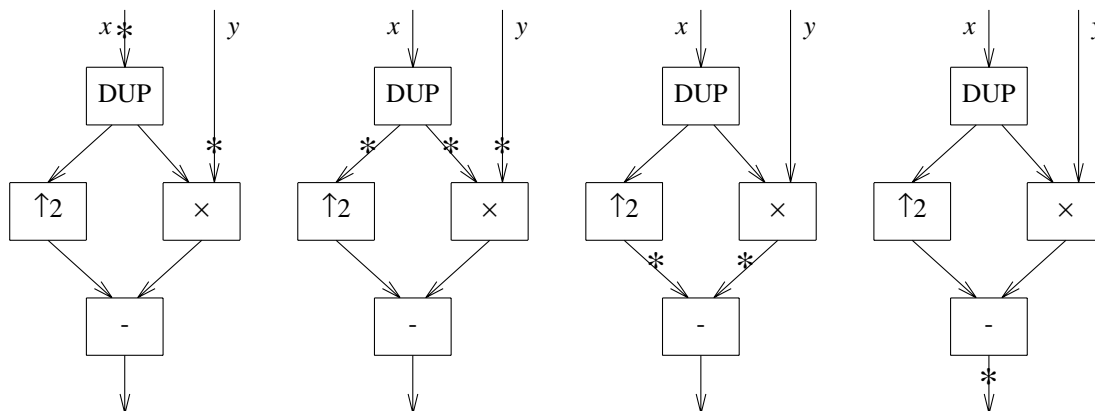 x* y x y x y x y
DUP DUP DUP DUP
* * * *
↑2 × ↑2 × ↑2 × ↑2 ×
* *
- - - -
*